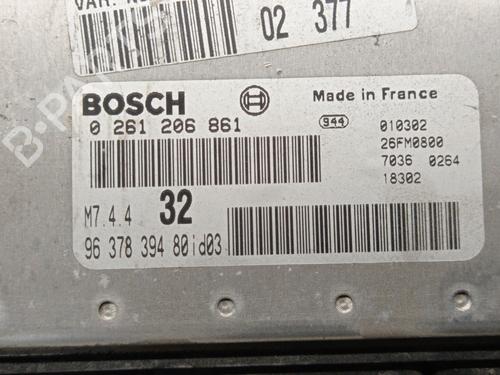 02 377
BOSCH
Made in France
0 261 206 861
944
010302
26FM0800
7036 0264
18302
M7.4.4 32
96 378 394 80id03
B-PARTS